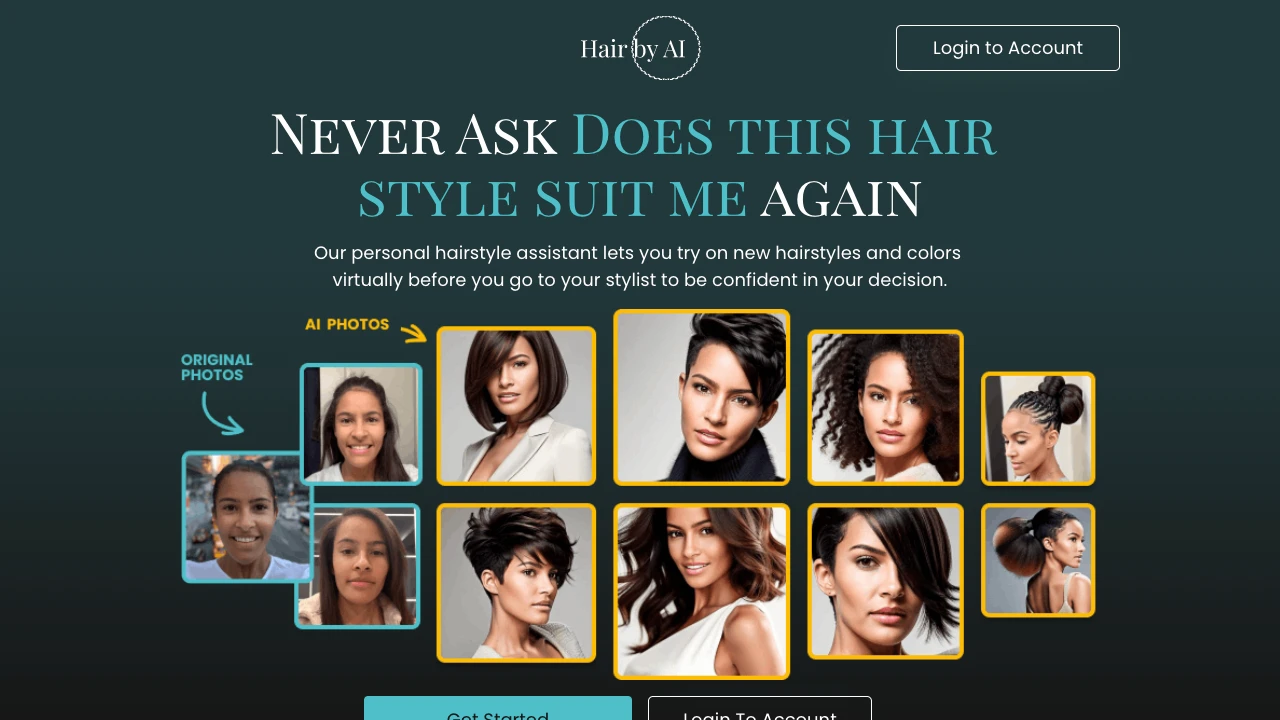 Hair by AI
Login to Account
Never Ask Does this hair
style suit me again
Our personal hairstyle assistant lets you try on new hairstyles and colors
virtually before you go to your stylist to be confident in your decision.
AI PHOTOS
ORIGINAL
PHOTOS
Get Started
Login To Account